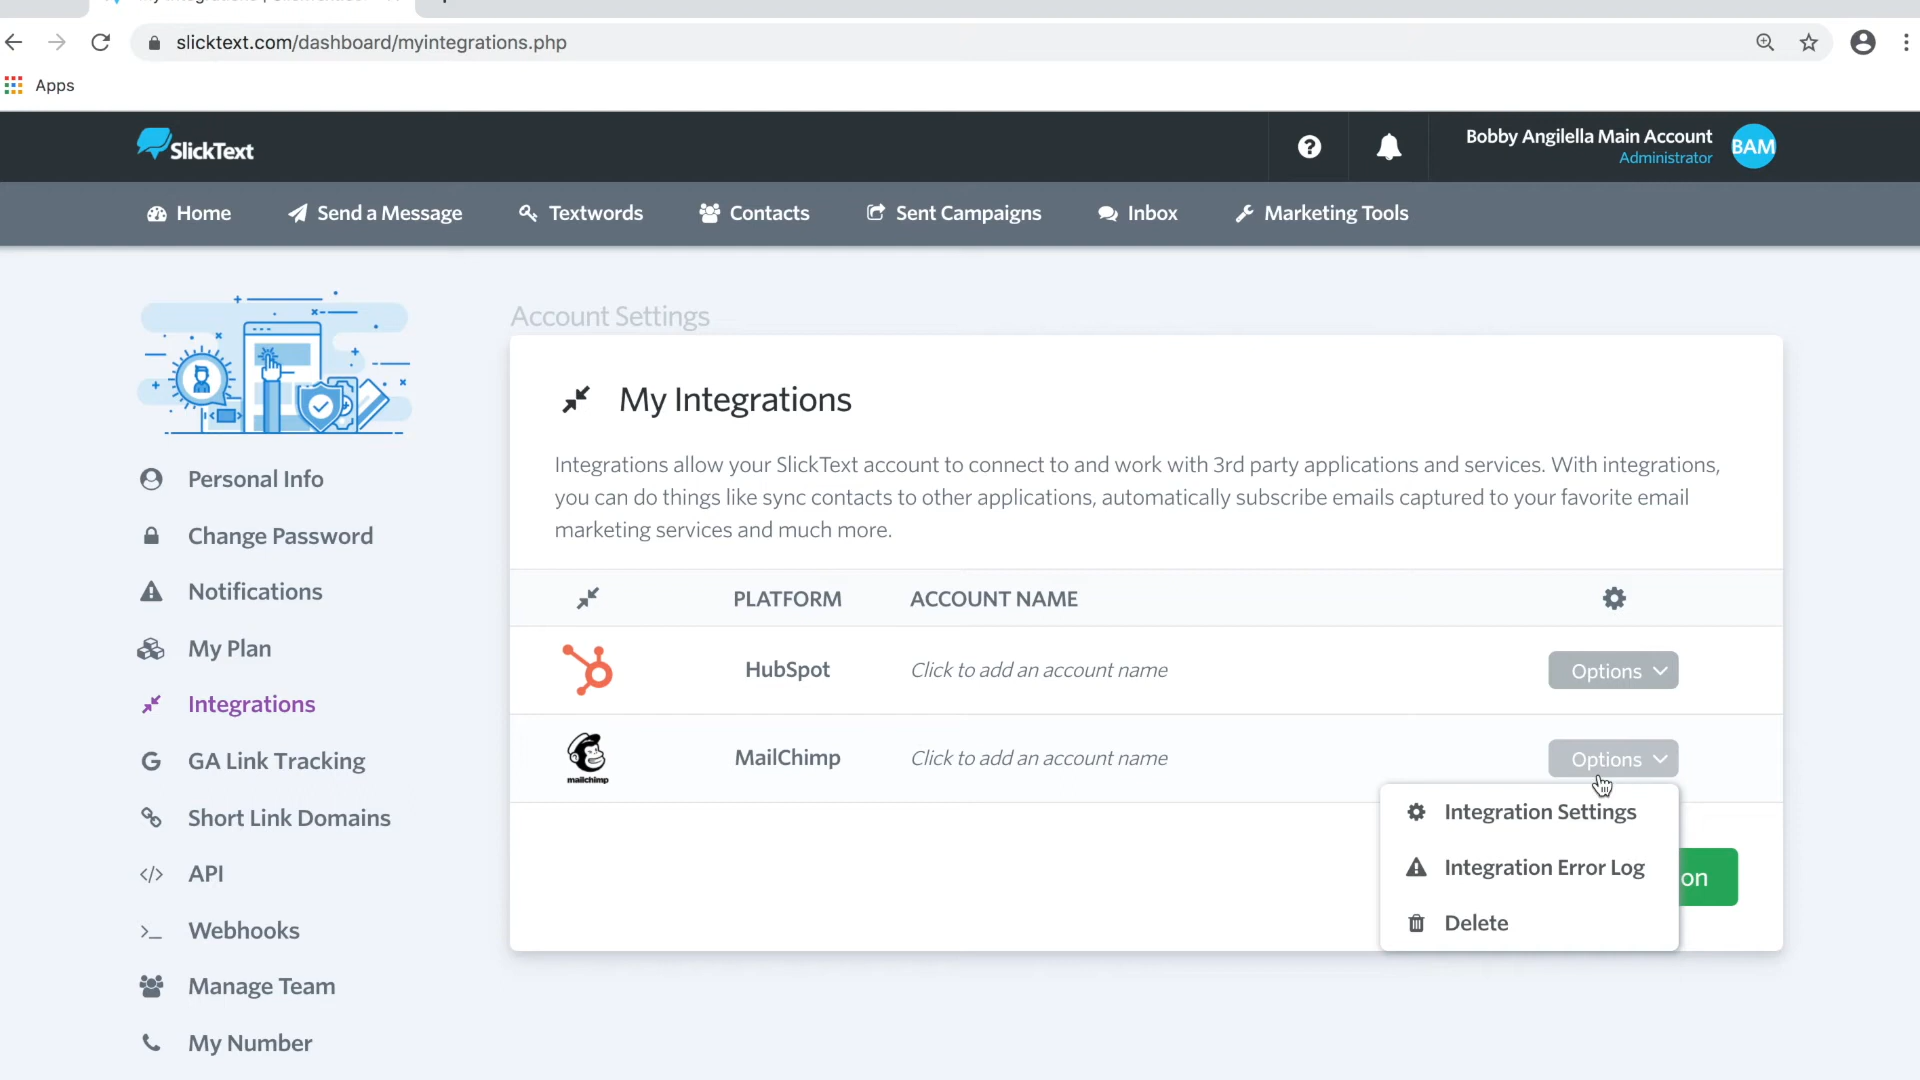 slicktext.com/dashboard/myintegrations.php
Apps
SlickText
Bobby Angilella Main Account
Administrator
BAM
Home
Send a Message
Textwords
Contacts
Sent Campaigns
Inbox
Marketing Tools
Personal Info
Change Password
Notifications
My Plan
Integrations
GA Link Tracking
Short Link Domains
API
Webhooks
Manage Team
My Number
Account Settings
My Integrations
Integrations allow your SlickText account to connect to and work with 3rd party applications and services. With integrations,
you can do things like sync contacts to other applications, automatically subscribe emails captured to your favorite email
marketing services and much more.
PLATFORM ACCOUNT NAME
HubSpot Click to add an account name Options
mailchimp MailChimp Click to add an account name Options
Integration Settings
Integration Error Log
Delete
on